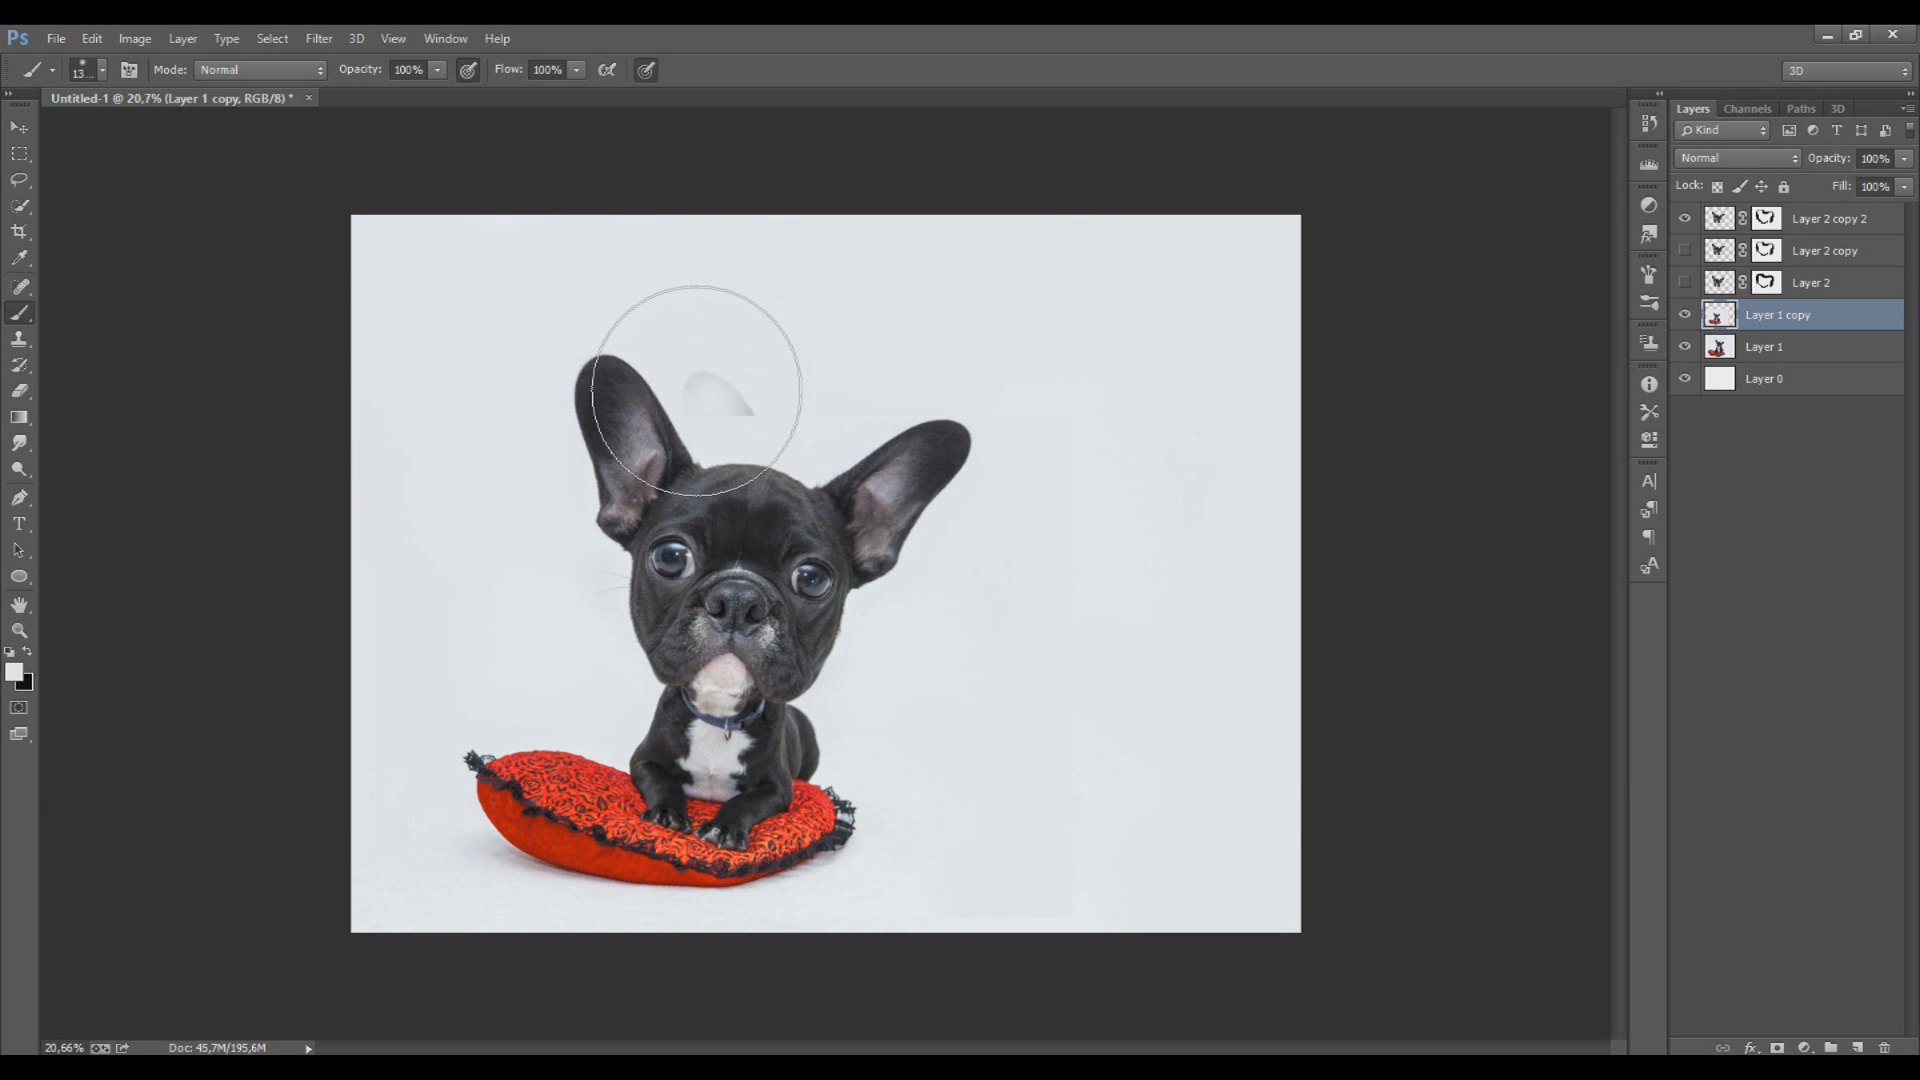 Ps File Edit Image Layer Type Select Filter 3D View Window Help
13... Mode: Normal Opacity: 100% Flow: 100% 3D
Untitled-1 @ 20,7% (Layer 1 copy, RGB/8) * ×
Layers Channels Paths 3D
Kind
Normal Opacity: 100%
Lock: Fill: 100%
Layer 2 copy 2
Layer 2 copy
Layer 2
Layer 1 copy
Layer 1
Layer 0
20,66% Doc: 45,7M/195,6M